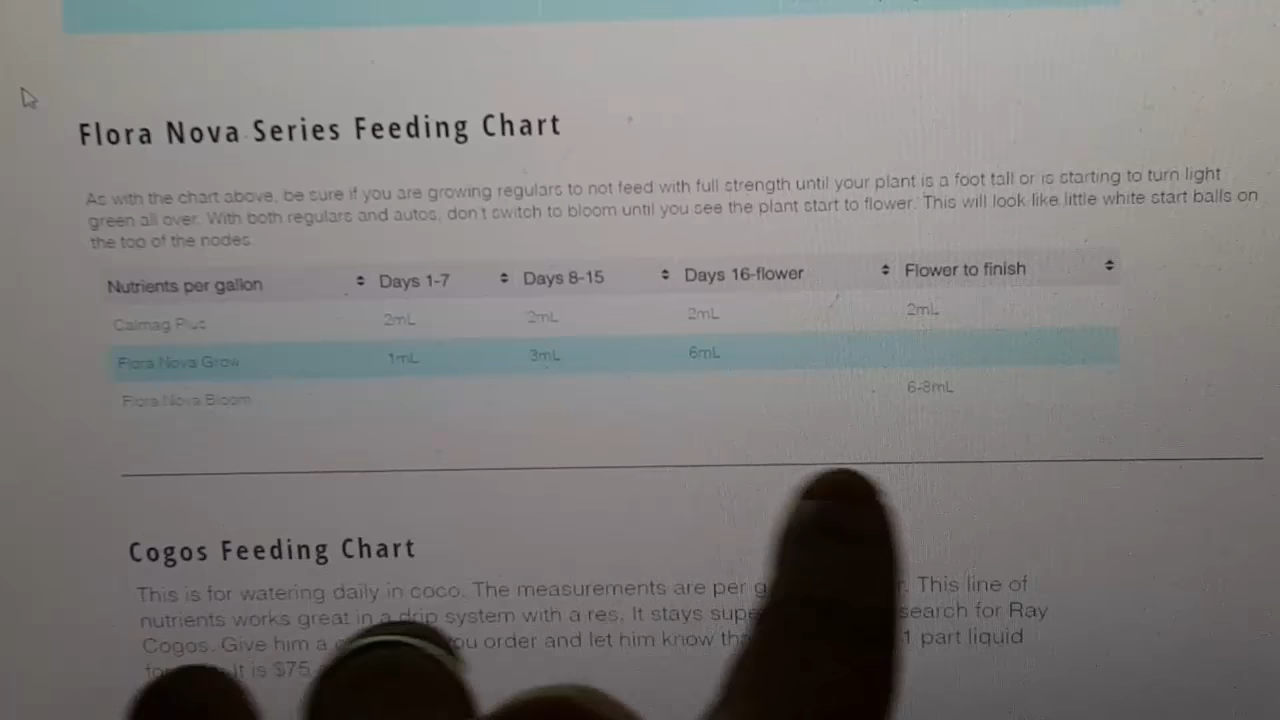 Flora Nova Series Feeding Chart
As with the chart above, be sure if you are growing regulars to not feed with full strength until your plant is a foot tall or is starting to turn light
green all over. With both regulars and autos, don't switch to bloom until you see the plant start to flower. This will look like little white start balls on
the top of the nodes
Nutrients per gallon Days 1-7 Days 8-15 Days 16-flower Flower to finish
Calmag Plus 2mL 2mL 2mL 2mL
Flora Nova Grow 1mL 3mL 6mL
Flora Nova Bloom 6-8mL
Cogos Feeding Chart
This is for watering daily in coco. The measurements are per . This line of
nutrients works great in a drip system with a res. It stays search for Ray
Cogos. Give him a you order and let him know 1 part liquid
It is $75